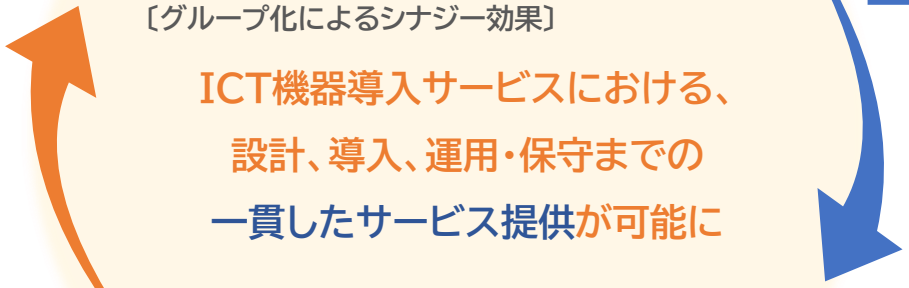 〔グループ化によるシナジー効果〕
ICT機器導入サービスにおける、
設計、導入、運用・保守までの
一貫したサービス提供が可能に